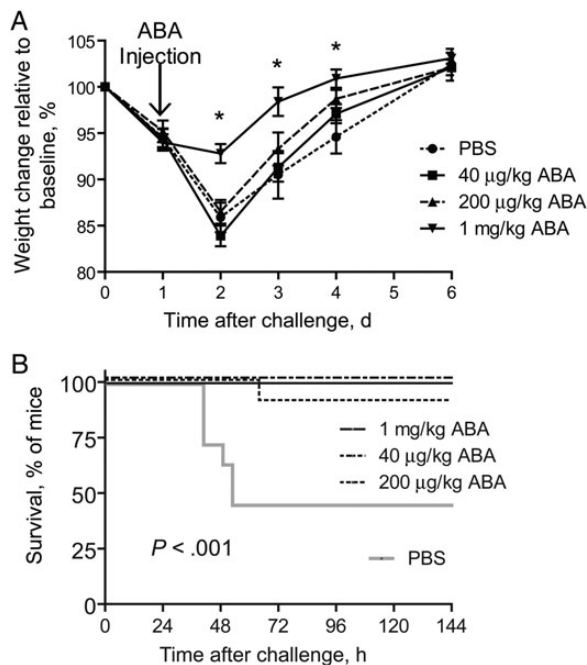 A
ABA
Injection
Weight change relative to
baseline, %
105
100
95
90
85
80
* * *
0 1 2 3 4 6
Time after challenge, d
PBS
40 μg/kg ABA
200 μg/kg ABA
1 mg/kg ABA
B
Survival, % of mice
100
75
50
25
0
1 mg/kg ABA
40 μg/kg ABA
200 μg/kg ABA
P < .001
PBS
0 24 48 72 96 120 144
Time after challenge, h